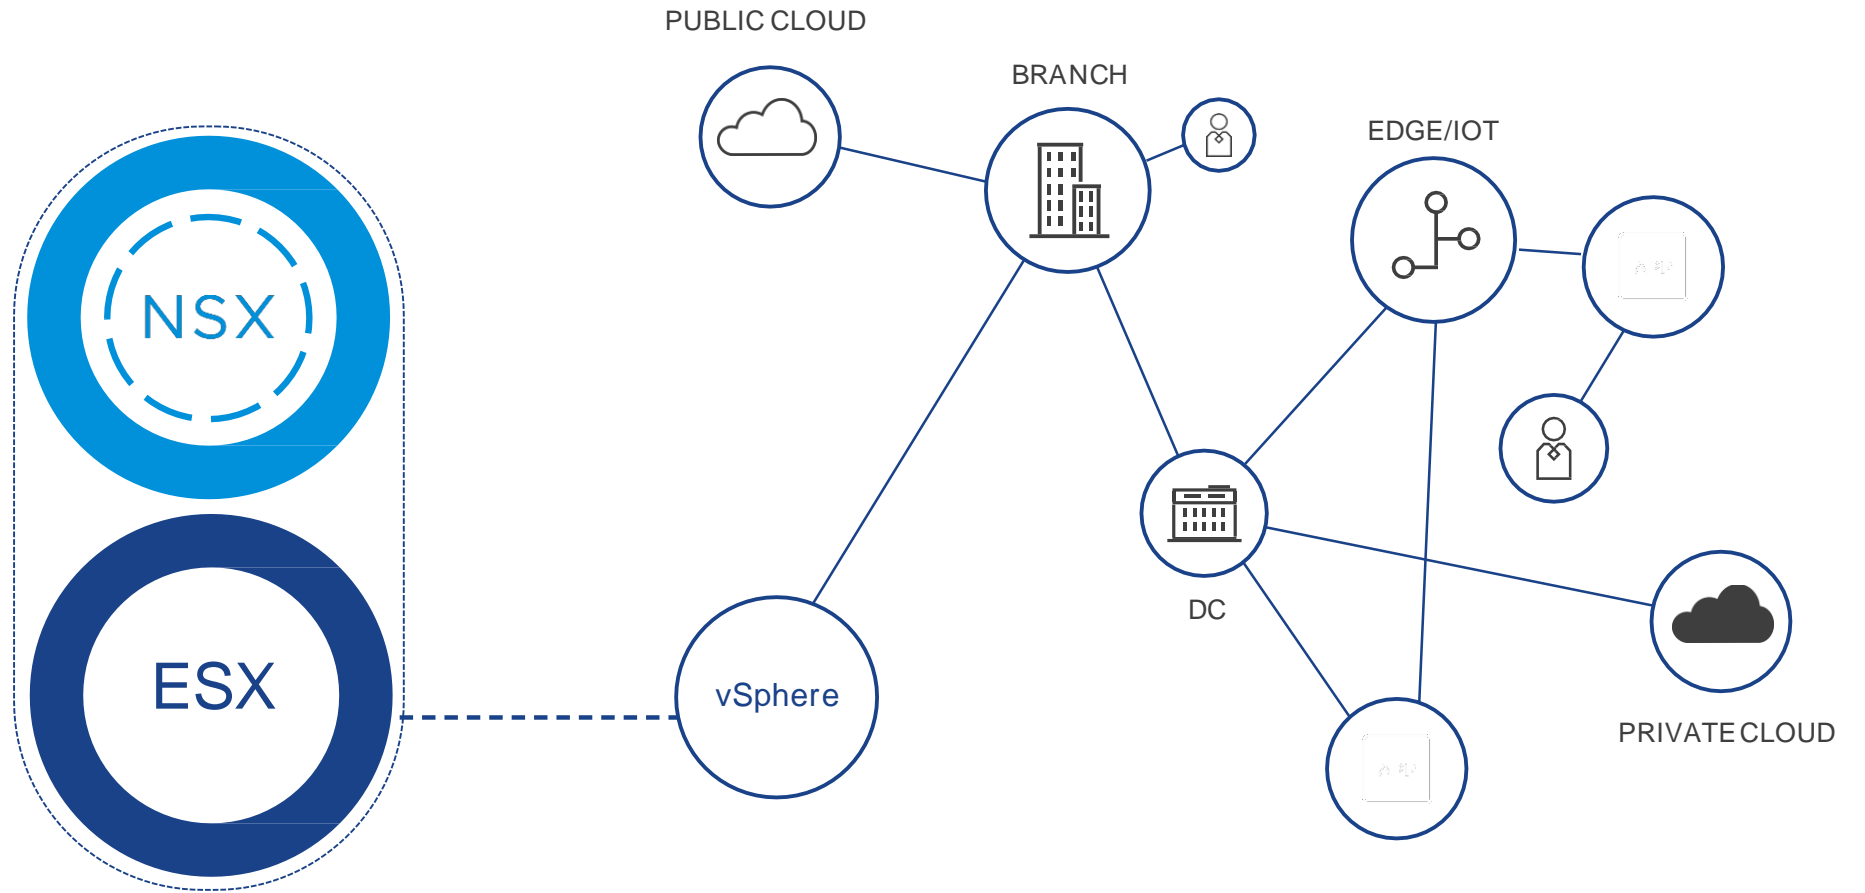 PUBLIC CLOUD
BRANCH
EDGE/IOT
NSX
DC
ESX
vSphere
PRIVATE CLOUD